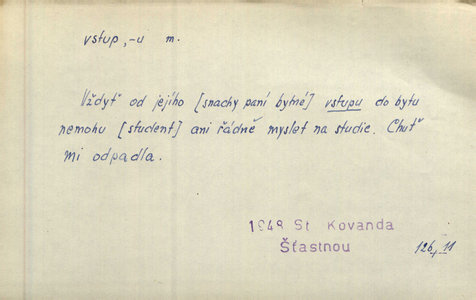 vstup, -u m.
Vždyť od jejího [snachy paní bytné] vstupu do bytu
nemohu [student] ani řádně myslet na studie. Chuť
mi odpadla.
1948 St. Kovanda
Šťastnou
126/11